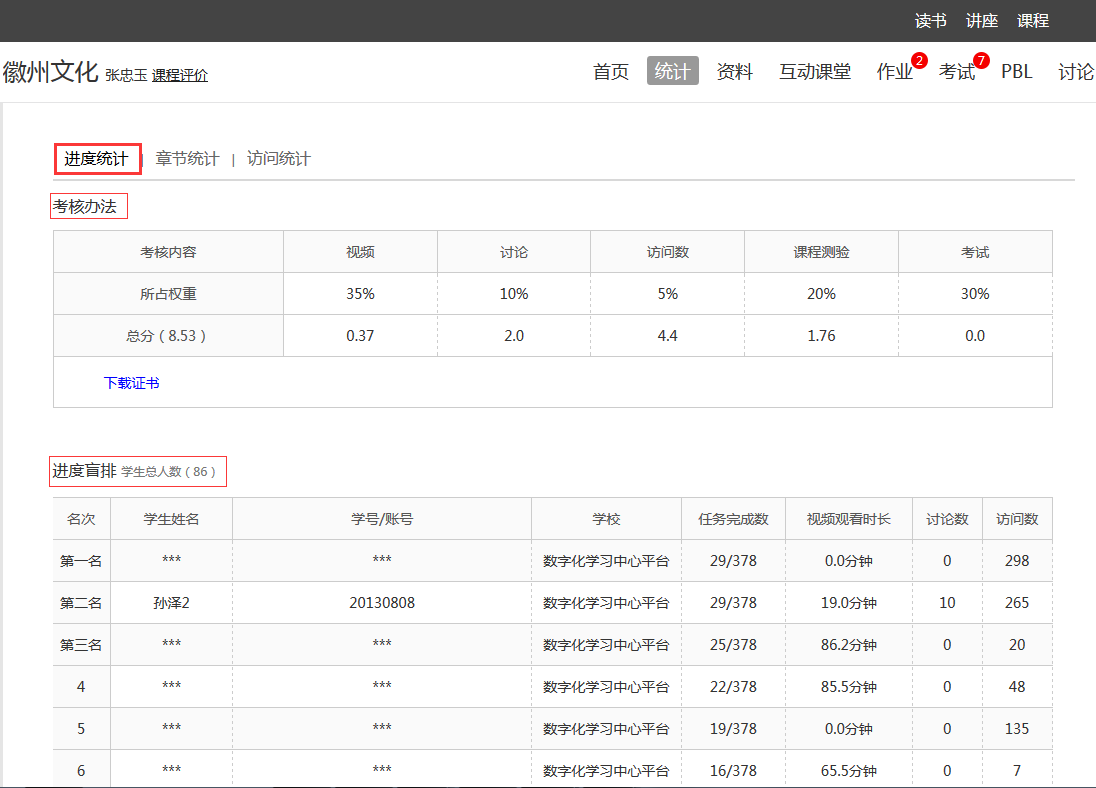 读书 讲座 课程
徽州文化 张忠玉 课程评价
首页 统计 资料 互动课堂 作业 2 考试 7 PBL 讨论
进度统计 | 章节统计 | 访问统计
考核办法
考核内容 视频 讨论 访问数 课程测验 考试
所占权重 35% 10% 5% 20% 30%
总分（8.53） 0.37 2.0 4.4 1.76 0.0
下载证书
进度盲排 学生总人数（86）
名次 学生姓名 学号/账号 学校 任务完成数 视频观看时长 讨论数 访问数
第一名 *** *** 数字化学习中心平台 29/378 0.0分钟 0 298
第二名 孙泽2 20130808 数字化学习中心平台 29/378 19.0分钟 10 265
第三名 *** *** 数字化学习中心平台 25/378 86.2分钟 0 20
4 *** *** 数字化学习中心平台 22/378 85.5分钟 0 48
5 *** *** 数字化学习中心平台 19/378 0.0分钟 0 135
6 *** *** 数字化学习中心平台 16/378 65.5分钟 0 7